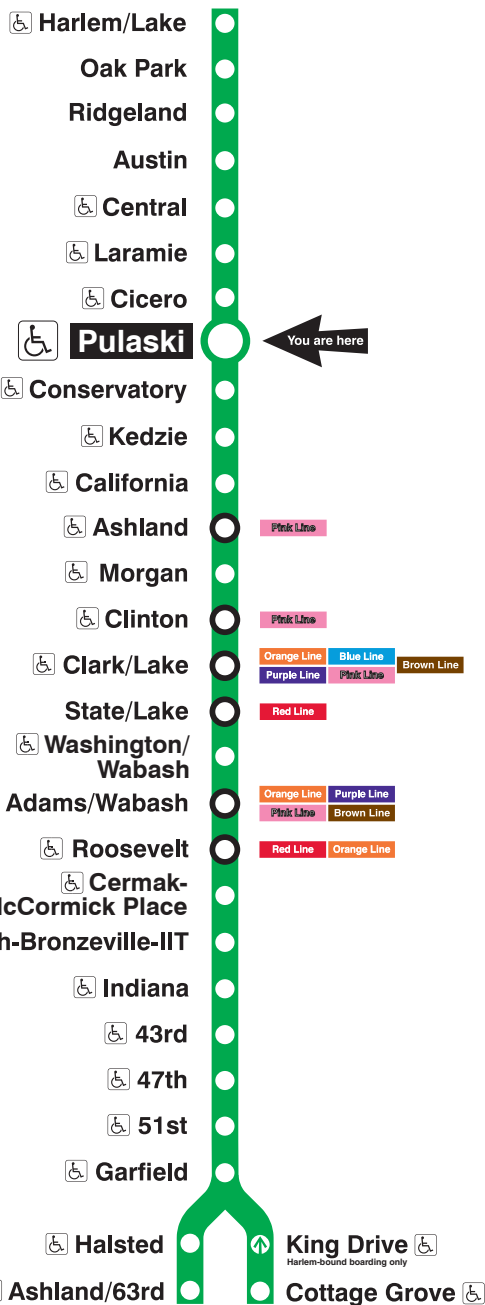 Harlem/Lake
Oak Park
Ridgeland
Austin
Central
Laramie
Cicero
Pulaski
You are here
Conservatory
Kedzie
California
Ashland
Pink Line
Morgan
Clinton
Pink Line
Clark/Lake
Orange Line Blue Line
Brown Line
Purple Line Pink Line
State/Lake
Red Line
Washington/
Wabash
Adams/Wabash
Orange Line Purple Line
Pink Line Brown Line
Roosevelt
Red Line Orange Line
Cermak-
cCormick Place
h-Bronzeville-IIT
Indiana
43rd
47th
51st
Garfield
Halsted
King Drive
Harlem-bound boarding only
Ashland/63rd
Cottage Grove